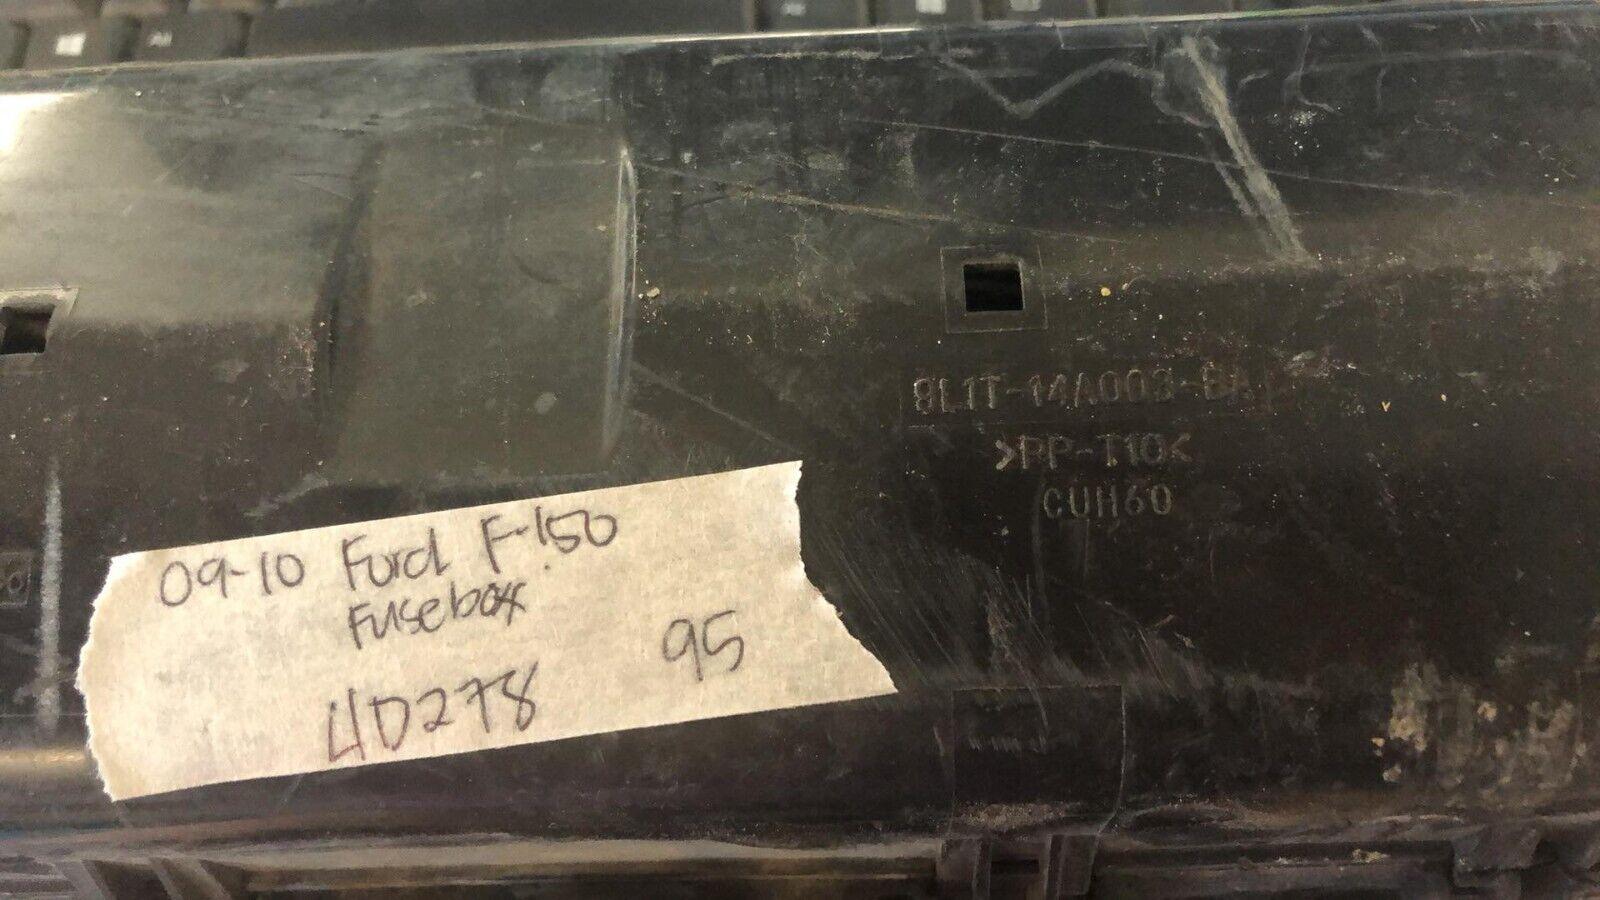 8L1T-14A003-BA
>PP-T10<
CUH60
09-10 Ford F-150
Fusebox
4D278
95